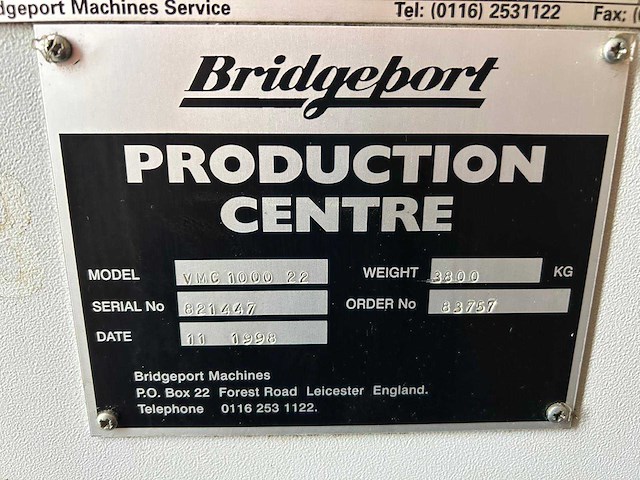 dgeport Machines Service Tel: (0116) 2531122 Fax: (
Bridgeport
PRODUCTION
CENTRE
MODEL VMC 1000 22 WEIGHT 3800 KG
SERIAL No 821447 ORDER No 83757
DATE 11 1998
Bridgeport Machines
P.O. Box 22 Forest Road Leicester England.
Telephone 0116 253 1122.